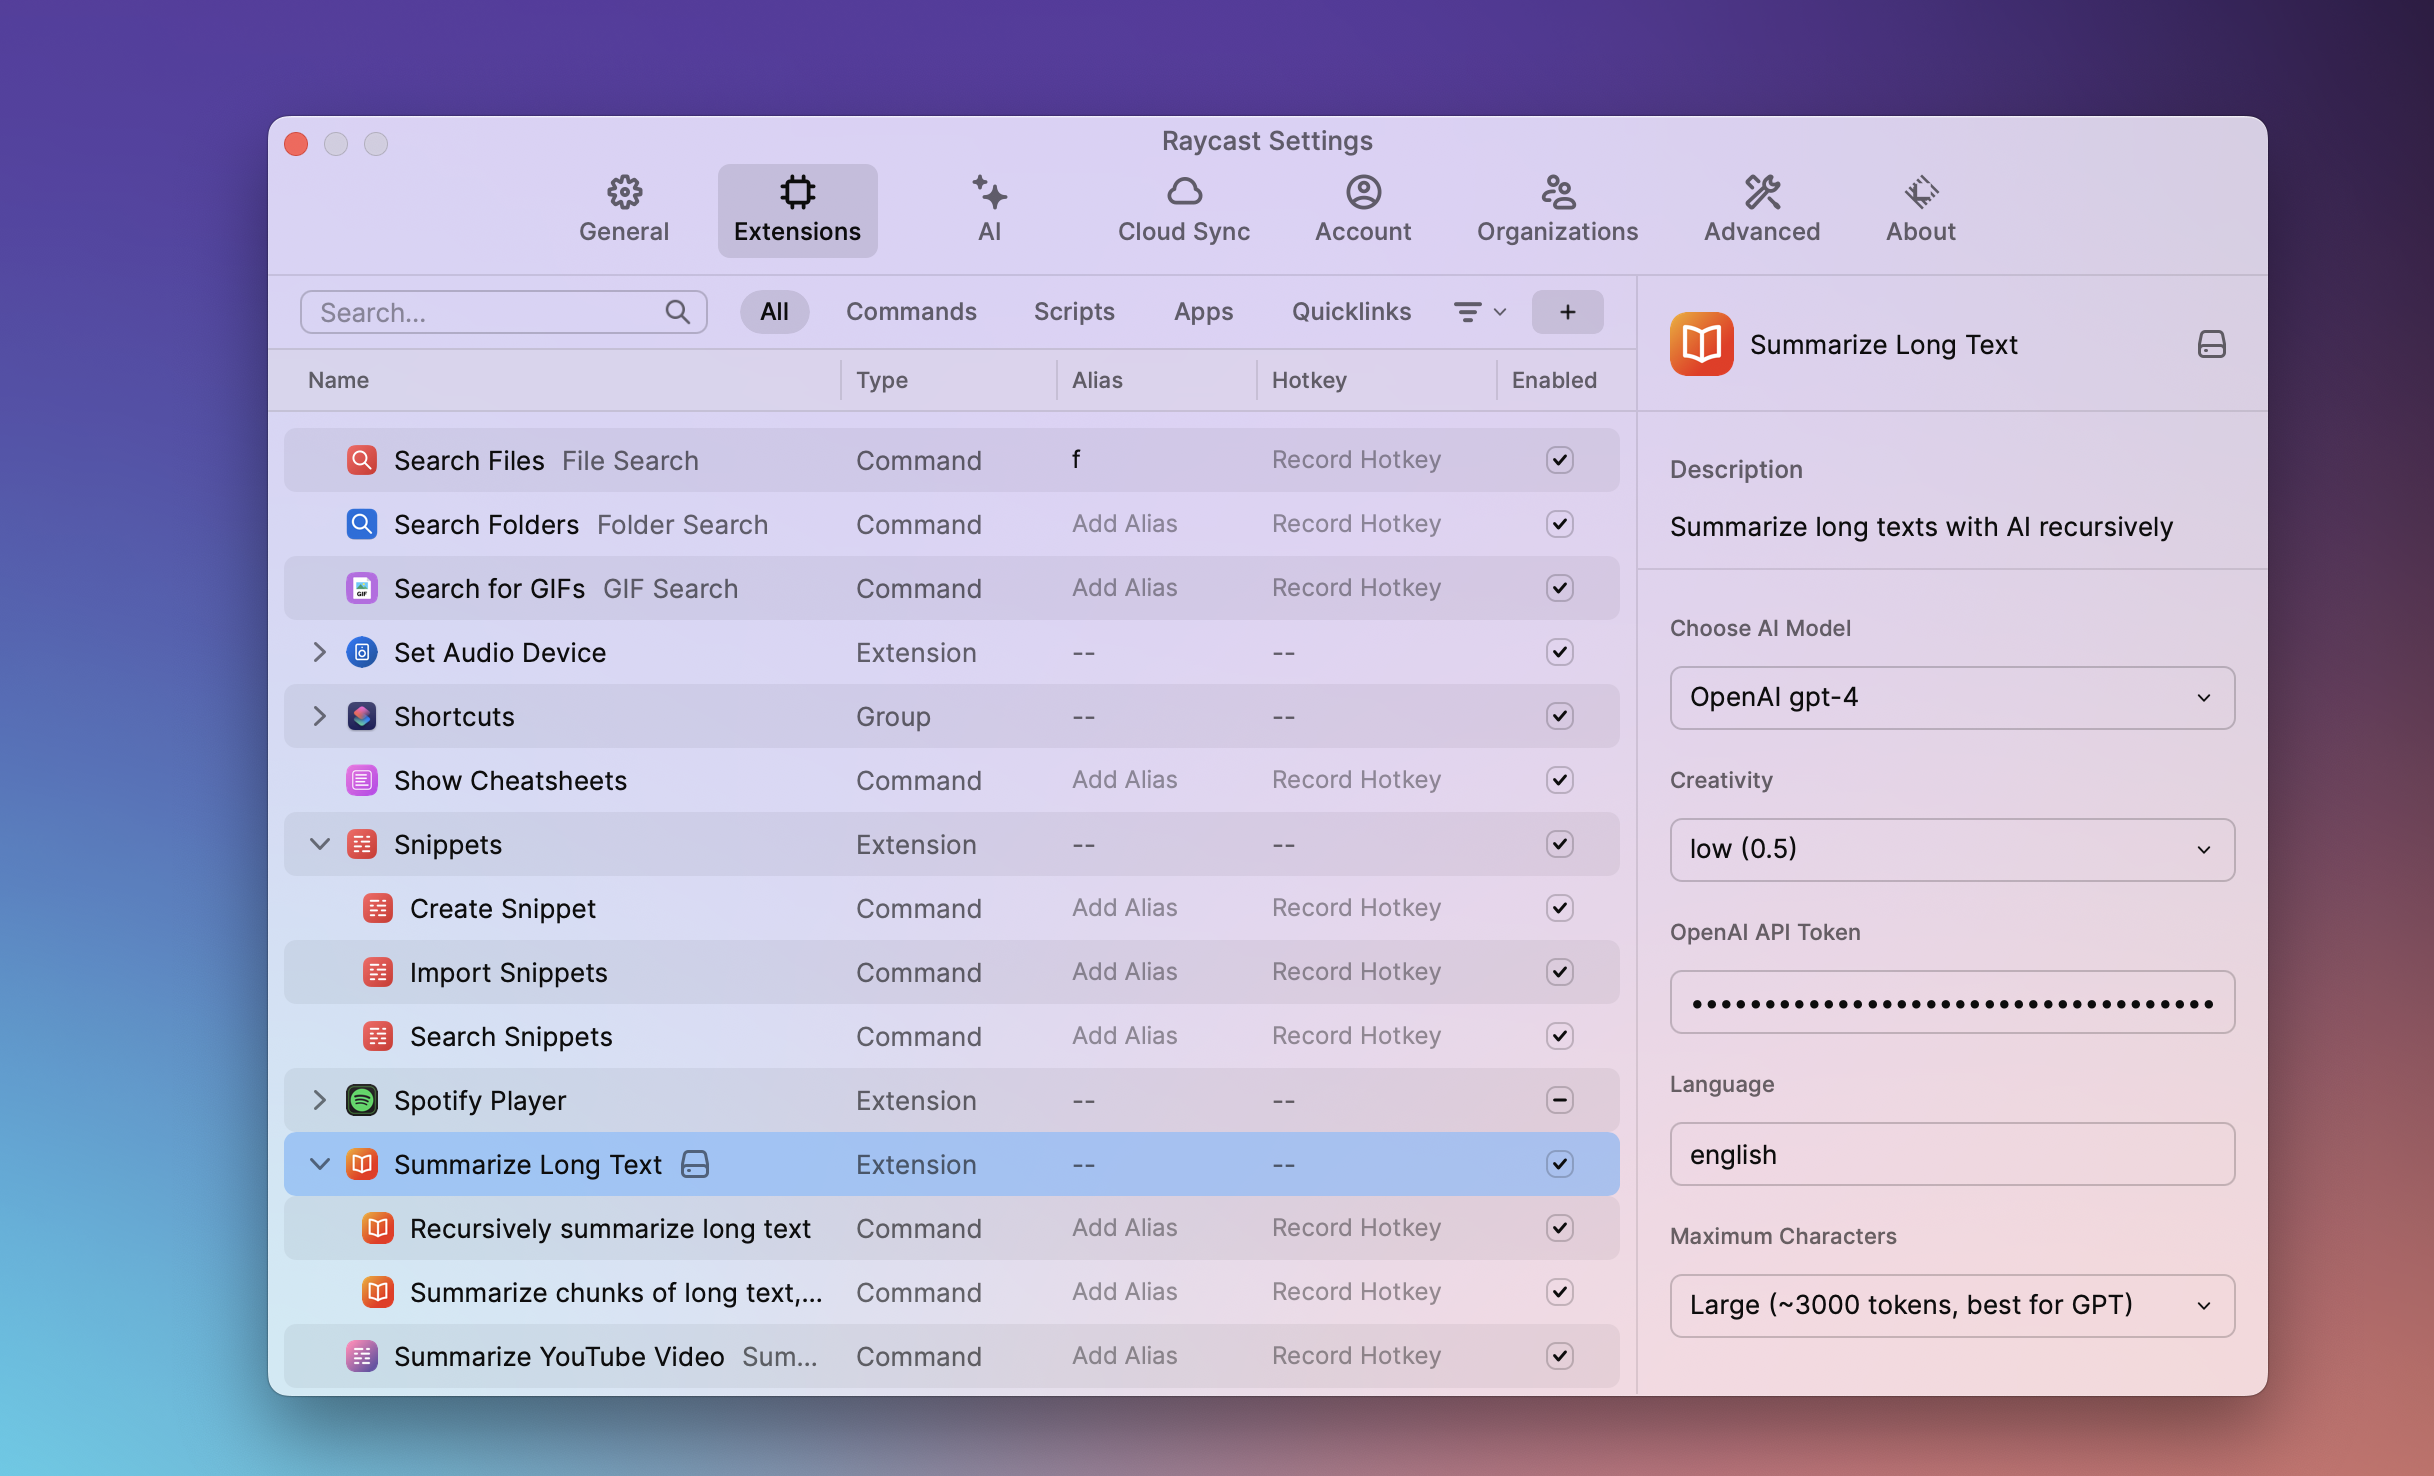 Raycast Settings
General
Extensions
AI
Cloud Sync
Account
Organizations
Advanced
About
Search...
All
Commands
Scripts
Apps
Quicklinks
+
Name Type Alias Hotkey Enabled
Search Files File Search Command f Record Hotkey
Search Folders Folder Search Command Add Alias Record Hotkey
GIF
Search for GIFs GIF Search Command Add Alias Record Hotkey
Set Audio Device Extension -- --
Shortcuts Group -- --
Show Cheatsheets Command Add Alias Record Hotkey
Snippets Extension -- --
Create Snippet Command Add Alias Record Hotkey
Import Snippets Command Add Alias Record Hotkey
Search Snippets Command Add Alias Record Hotkey
Spotify Player Extension -- --
Summarize Long Text Extension -- --
Recursively summarize long text Command Add Alias Record Hotkey
Summarize chunks of long text,... Command Add Alias Record Hotkey
Summarize YouTube Video Sum... Command Add Alias Record Hotkey
Summarize Long Text
Description
Summarize long texts with AI recursively
Choose AI Model
OpenAI gpt-4
Creativity
low (0.5)
OpenAI API Token
••••••••••••••••••••••••••••••••••••
Language
english
Maximum Characters
Large (~3000 tokens, best for GPT)